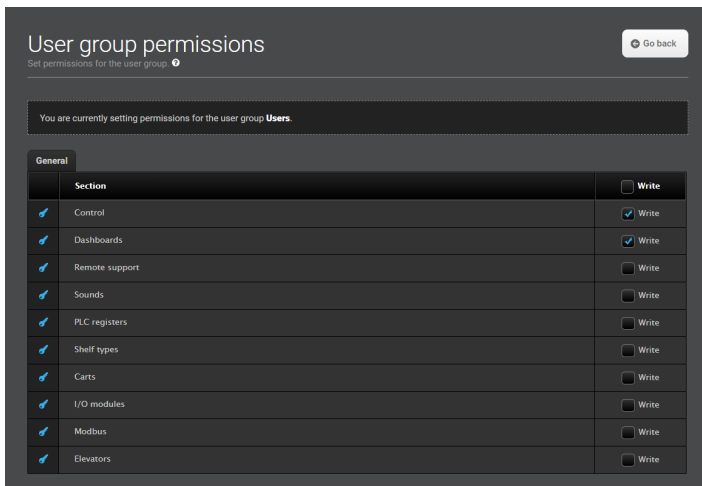 User group permissions
Go back
Set permissions for the user group. ?
You are currently setting permissions for the user group Users.
General
Section Write
Control Write
Dashboards Write
Remote support Write
Sounds Write
PLC registers Write
Shelf types Write
Carts Write
I/O modules Write
Modbus Write
Elevators Write